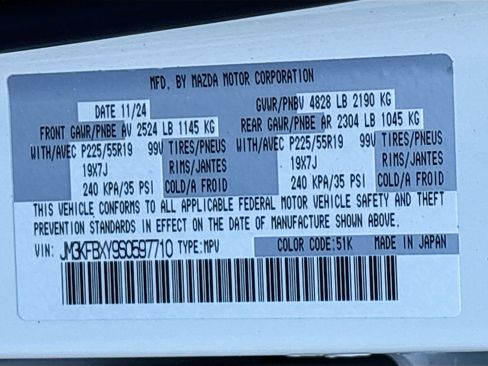 MFD. BY MAZDA MOTOR CORPORATION
DATE 11/24 GVWR/PNBV 4828 LB 2190 KG
FRONT GAWR/PNBE AV 2524 LB 1145 KG REAR GAWR/PNBE AR 2304 LB 1045 KG
WITH/AVEC P225/55R19 99V TIRES/PNEUS WITH/AVEC P225/55R19 99V TIRES/PNEUS
19X7J RIMS/JANTES 19X7J RIMS/JANTES
240 KPA/35 PSI COLD/A FROID 240 KPA/35 PSI COLD/A FROID
THIS VEHICLE CONFORMS TO ALL APPLICABLE FEDERAL MOTOR VEHICLE SAFETY AND THEFT
PREVENTION STANDARDS IN EFFECT ON THE DATE OF MANUFACTURE SHOWN ABOVE.
VIN: JM3KFBXY9S0597710 TYPE:MPV COLOR CODE:51K MADE IN JAPAN